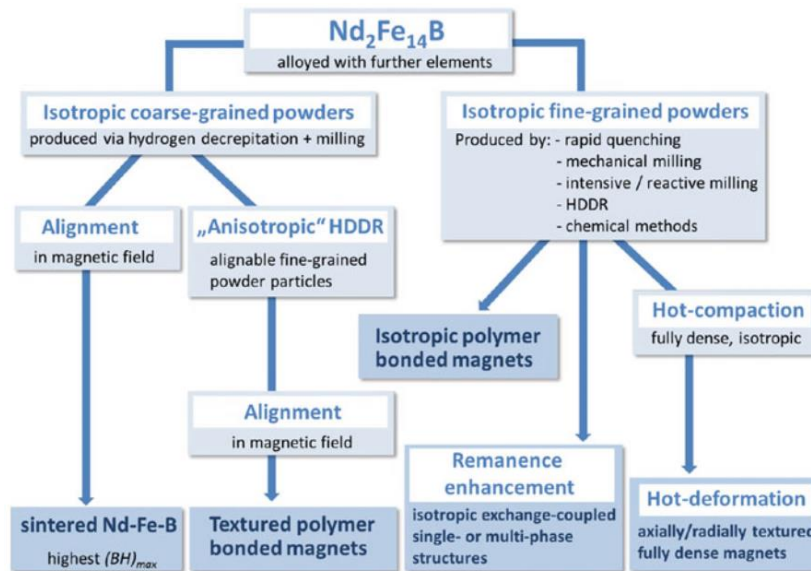 Nd₂Fe₁₄B
alloyed with further elements
Isotropic coarse-grained powders
produced via hydrogen decrepitation + milling
Isotropic fine-grained powders
Produced by: - rapid quenching
- mechanical milling
- intensive / reactive milling
- HDDR
- chemical methods
Alignment
in magnetic field
„Anisotropic“ HDDR
alignable fine-grained
powder particles
Isotropic polymer
bonded magnets
Hot-compaction
fully dense, isotropic
Alignment
in magnetic field
sintered Nd-Fe-B
highest (BH)max
Textured polymer
bonded magnets
Remanence
enhancement
isotropic exchange-coupled
single- or multi-phase
structures
Hot-deformation
axially/radially textured
fully dense magnets